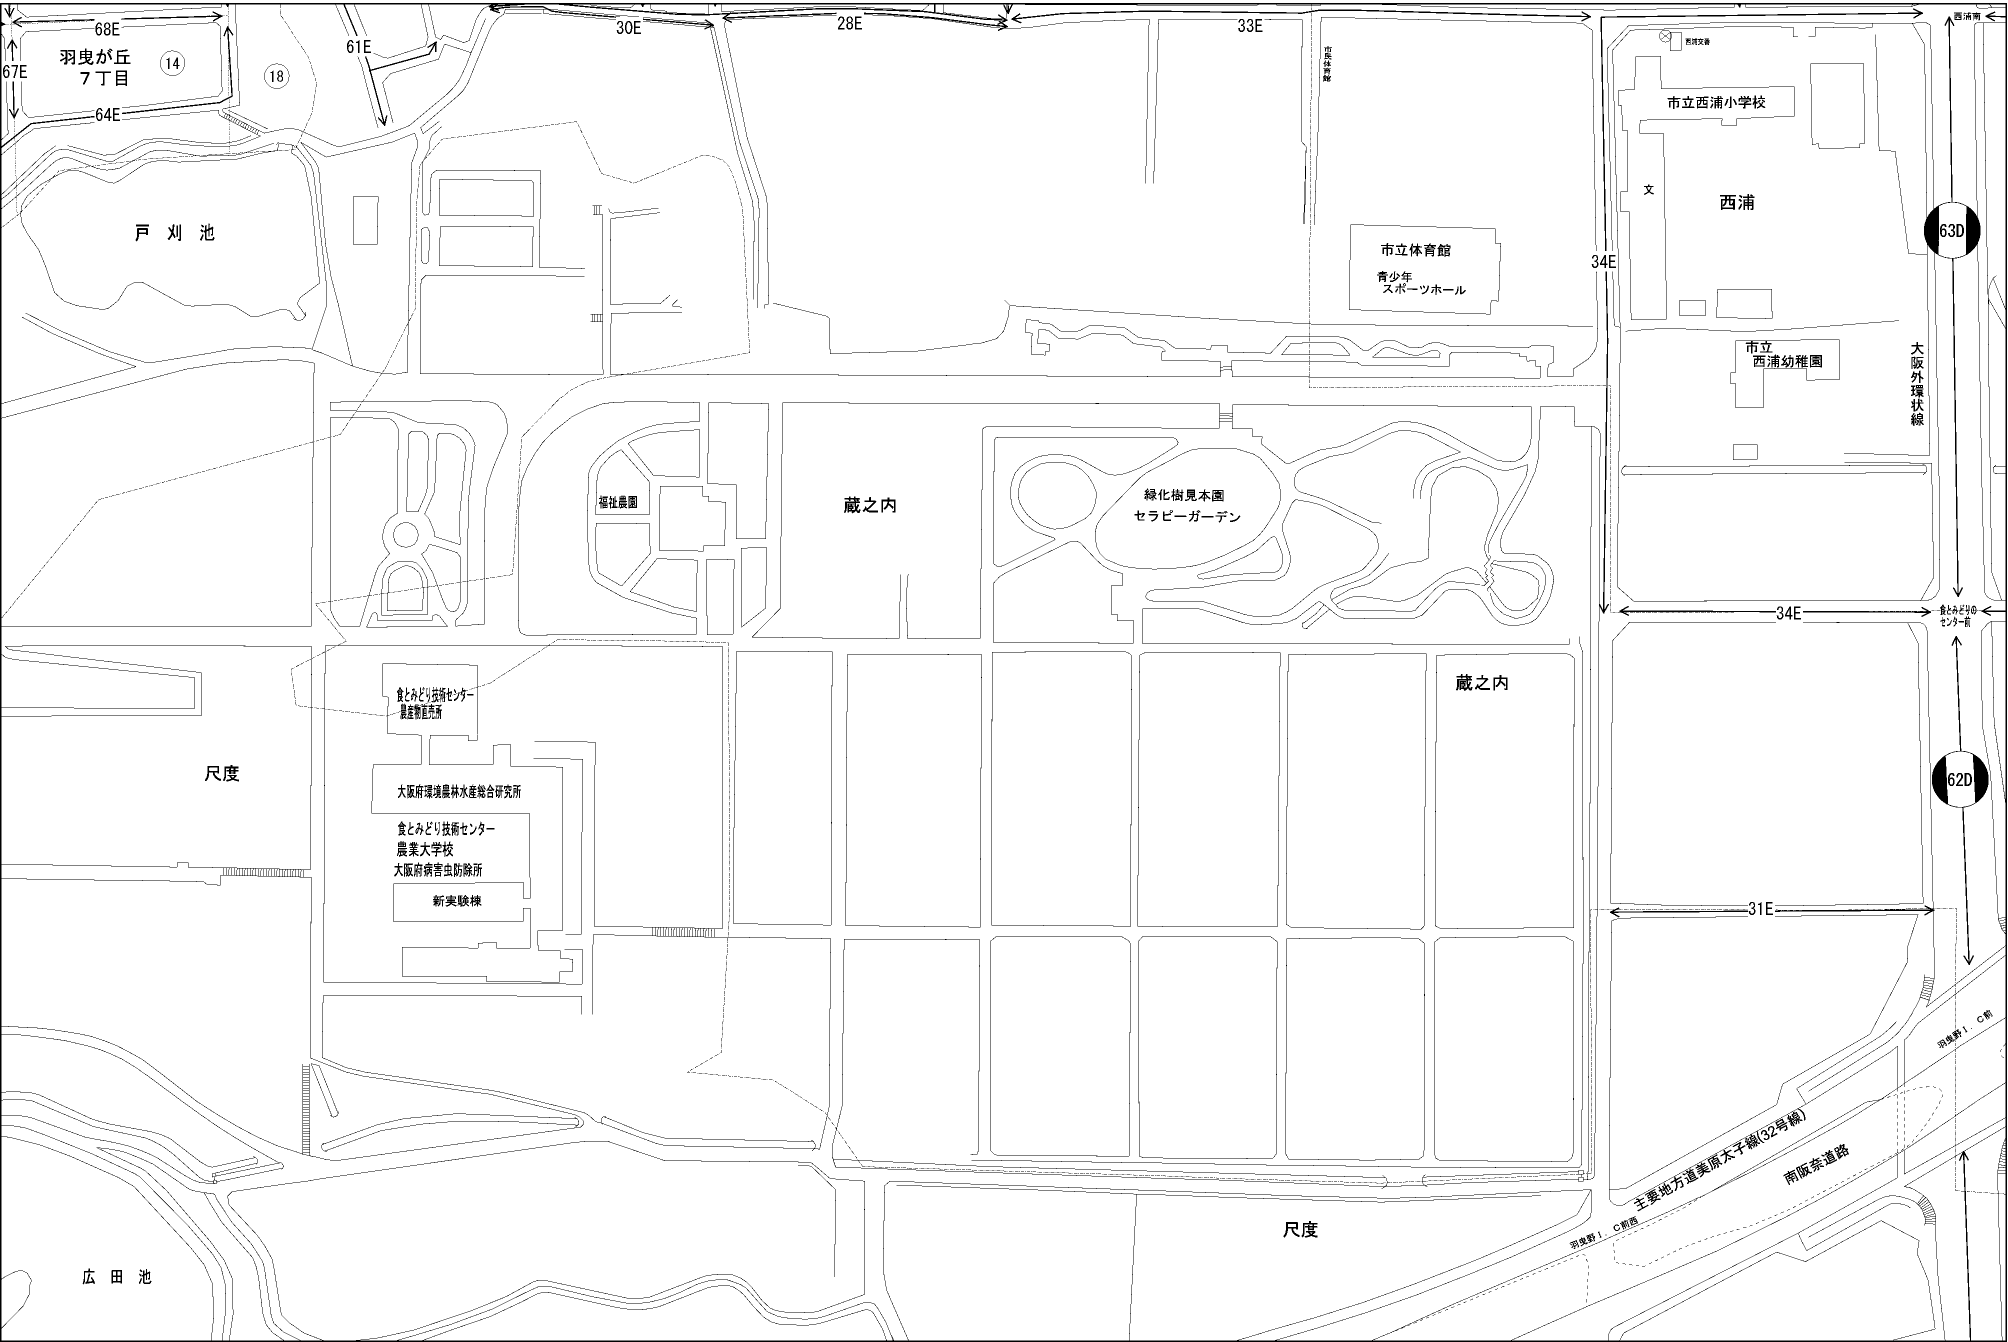 68E
67E
羽曳が丘
7丁目
14
18
64E
61E
30E
28E
33E
市民体育館
西浦南
西浦交番
市立西浦小学校
文
西浦
63D
戸刈池
市立体育館
青少年
スポーツホール
34E
市立
西浦幼稚園
大阪外環状線
福祉農園
蔵之内
緑化樹見本園
セラピーガーデン
34E
食とみどりの
センター前
蔵之内
食とみどり技術センター
農産物直売所
尺度
大阪府環境農林水産総合研究所
食とみどり技術センター
農業大学校
大阪府病害虫防除所
新実験棟
62D
31E
羽曳野I.C前
主要地方道美原太子線(32号線)
南阪奈道路
羽曳野I.C前西
尺度
広田池